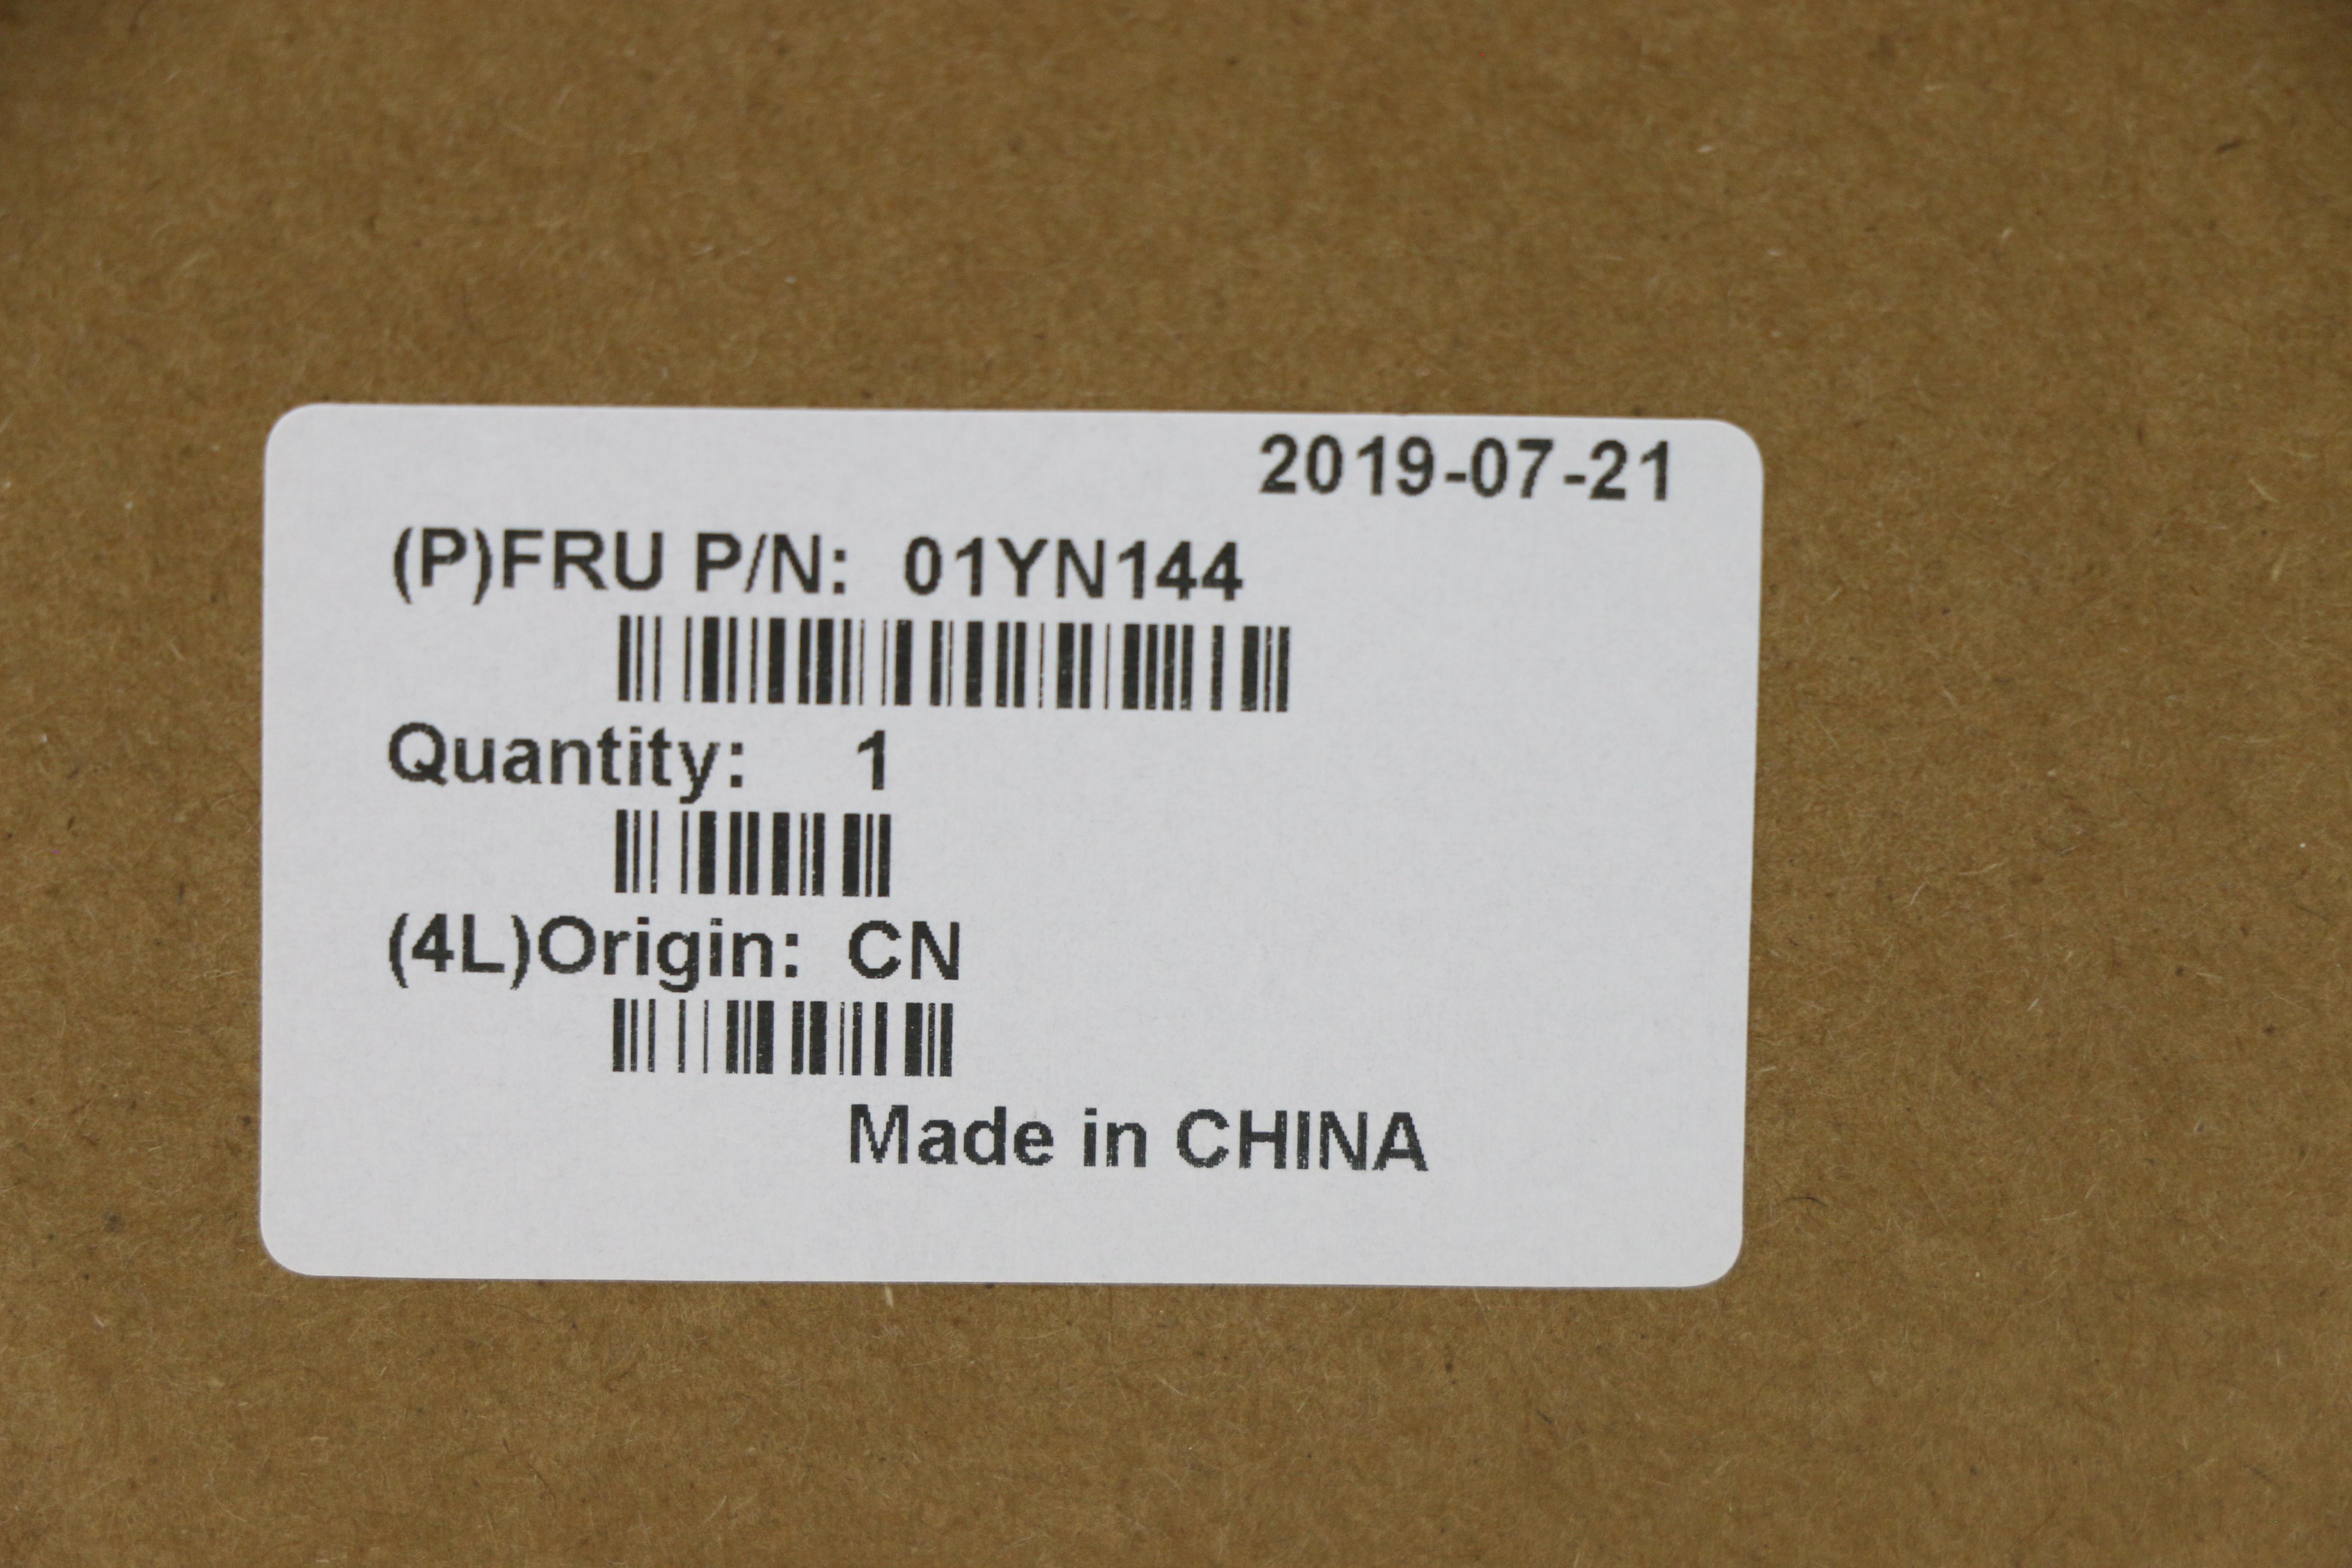 2019-07-21
(P)FRU P/N: 01YN144
Quantity: 1
(4L)Origin: CN
Made in CHINA